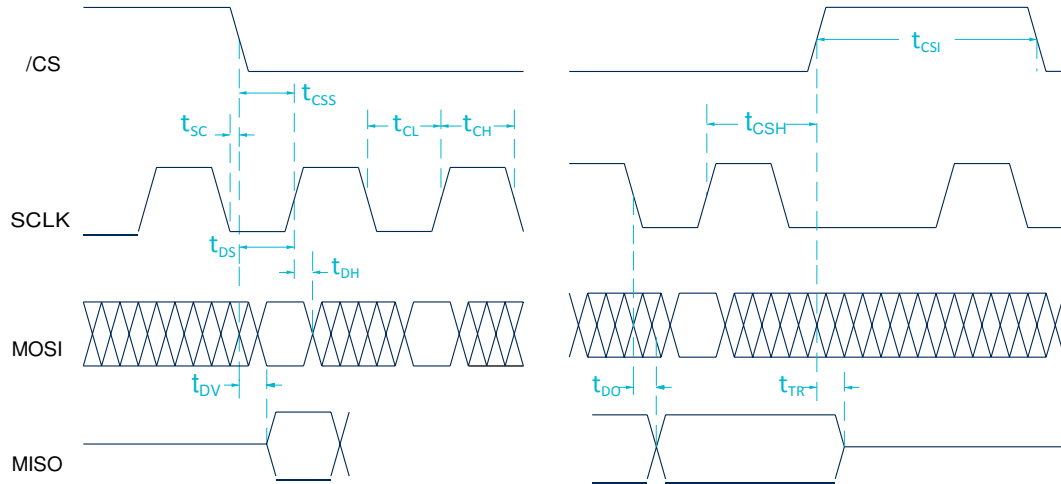 /CS
tCSI
tCSS
tSC
tCL
tCH
tCSH
SCLK
tDS
tDH
MOSI
tDV
tDO
tTR
MISO